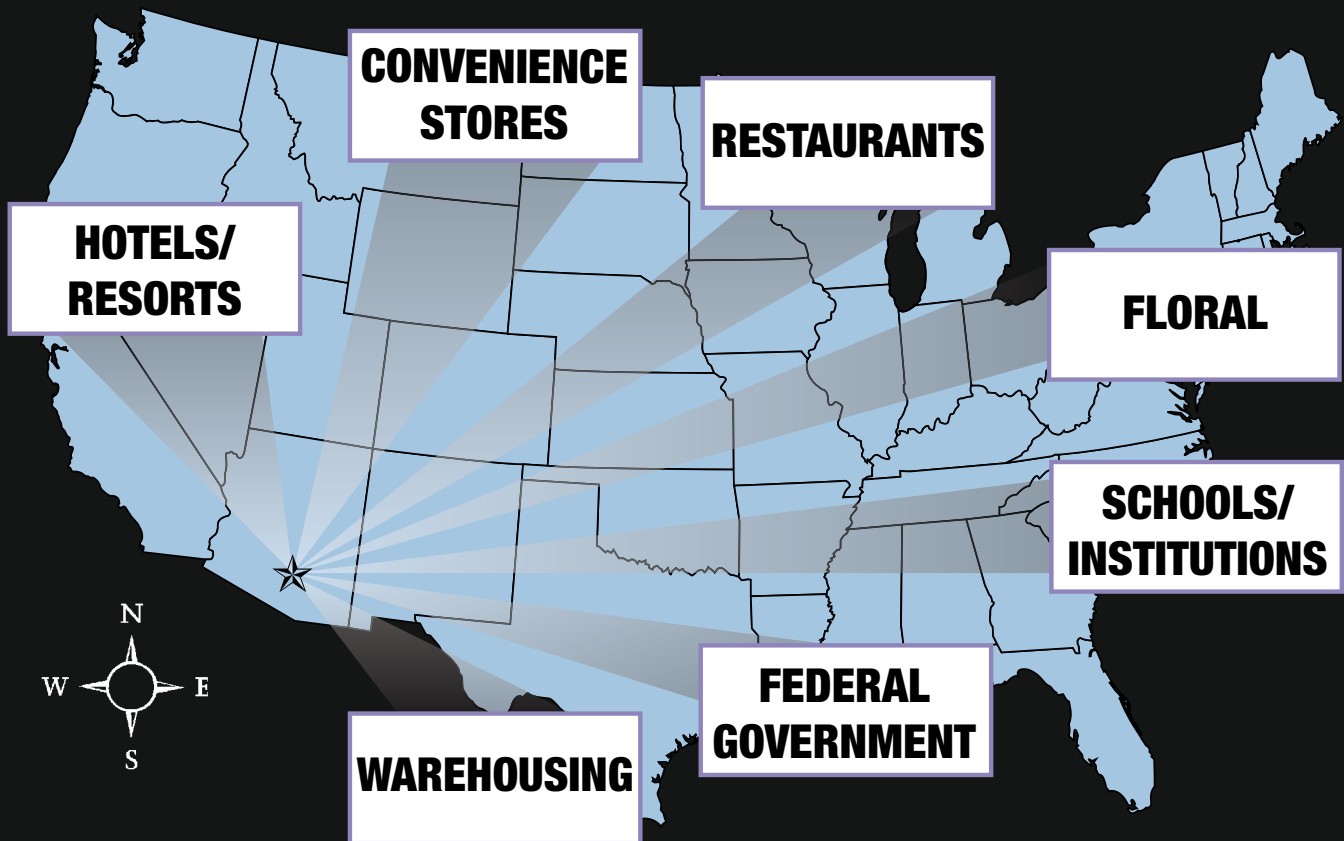 CONVENIENCE
STORES
RESTAURANTS
HOTELS/
RESORTS
FLORAL
SCHOOLS/
INSTITUTIONS
N
W
E
S
FEDERAL
GOVERNMENT
WAREHOUSING